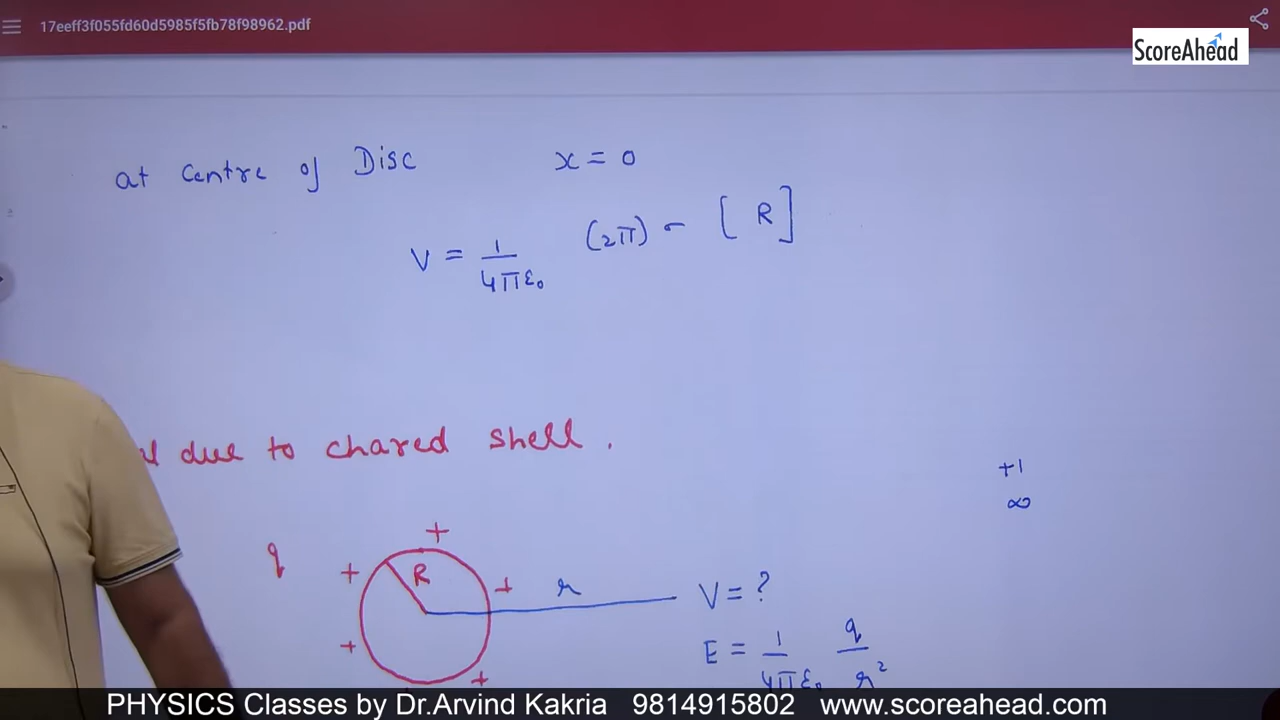 17eeff3f055fd60d5985f5fb78f98962.pdf
ScoreAhead
at Centre of Disc x = 0
V = 1/4πε₀ (2π) σ [R]
due to chared shell.
+1
∞
q
R
r
V = ?
E = 1/4πε₀ q/r²
+ + + + +
PHYSICS Classes by Dr.Arvind Kakria 9814915802 www.scoreahead.com